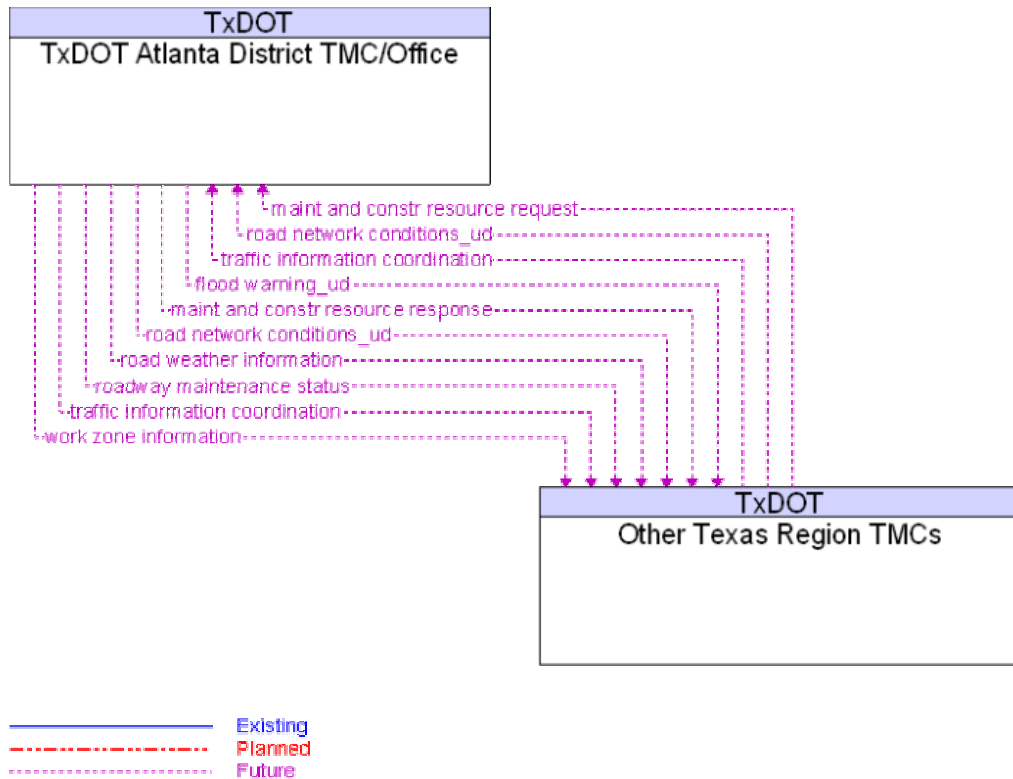 TxDOT
TxDOT Atlanta District TMC/Office
maint and constr resource request
road network conditions_ud
traffic information coordination
flood warning_ud
maint and constr resource response
road network conditions_ud
road weather information
roadway maintenance status
traffic information coordination
work zone information
TxDOT
Other Texas Region TMCs
Existing
Planned
Future